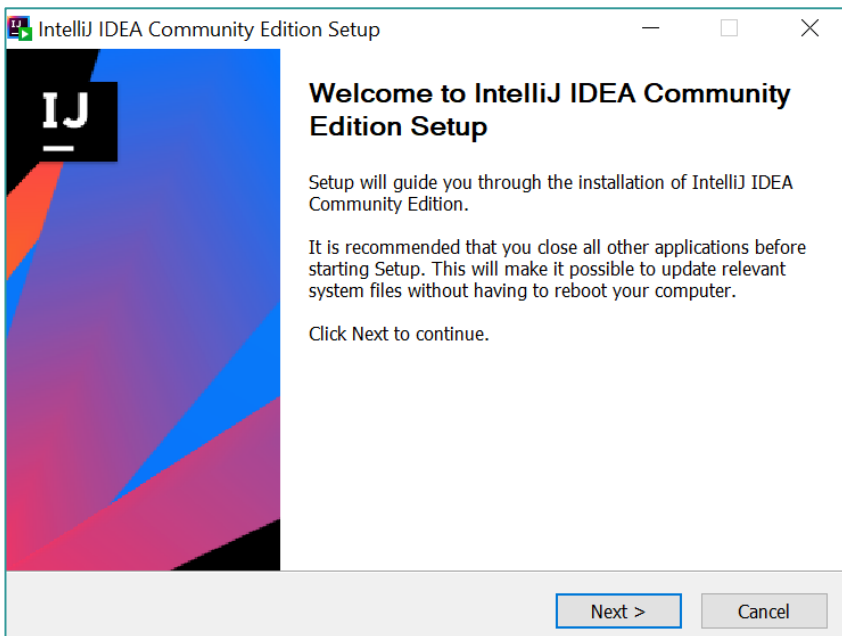 IntelliJ IDEA Community Edition Setup
IJ
Welcome to IntelliJ IDEA Community
Edition Setup
Setup will guide you through the installation of IntelliJ IDEA
Community Edition.
It is recommended that you close all other applications before
starting Setup. This will make it possible to update relevant
system files without having to reboot your computer.
Click Next to continue.
Next >
Cancel